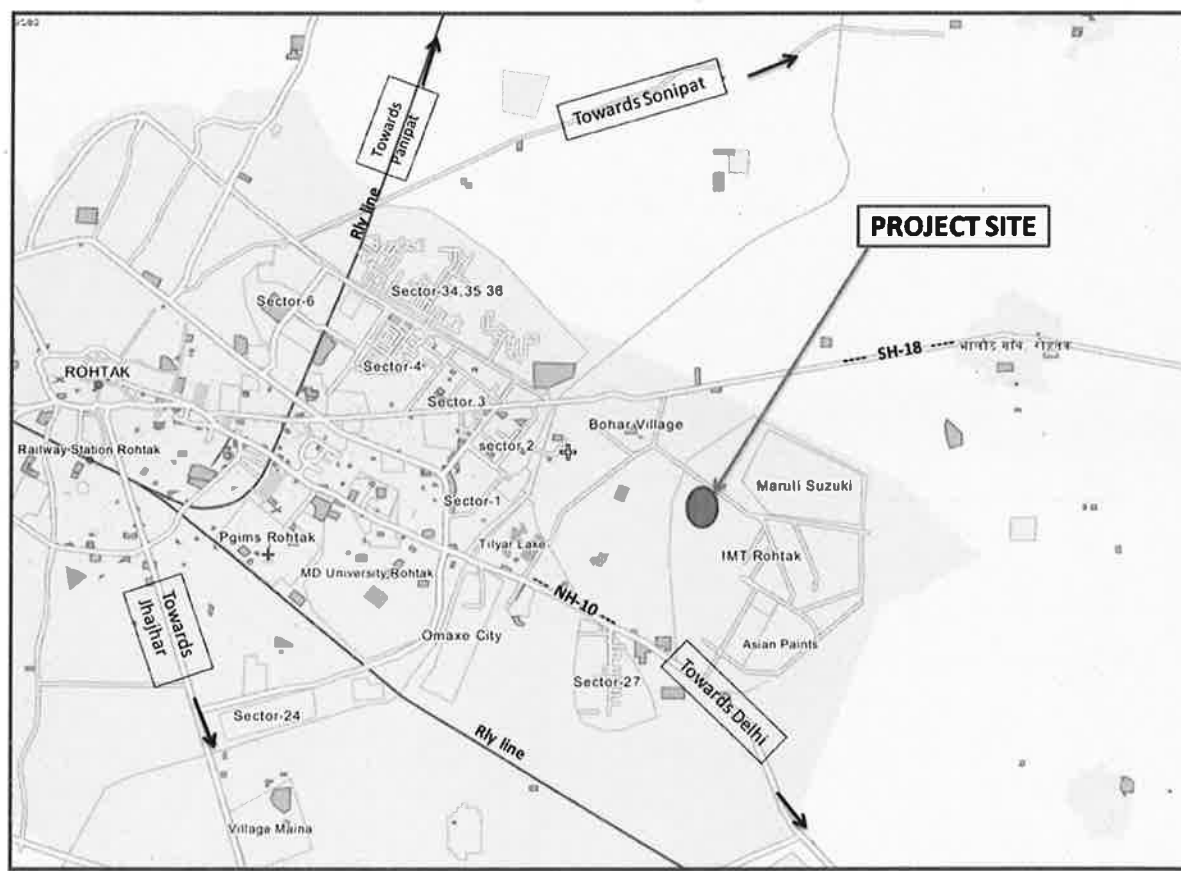 Towards
Panipat
Towards Sonipat
PROJECT SITE
Rly line
Sector-34,35 36
Sector-6
---- SH-18 ----
भालौठ गाँव, रोहतक
Sector-4
ROHTAK
Sector.3
Bohar Village
sector.2
Railway Station Rohtak
Maruti Suzuki
Sector-1
Pgims Rohtak
Tilyar Lake
IMT Rohtak
MD University,Rohtak
---- NH-10 ---
Towards
Jhajhar
Omaxe City
Asian Paints
Sector-27
Towards Delhi
Sector-24
Rly line
Village Maina